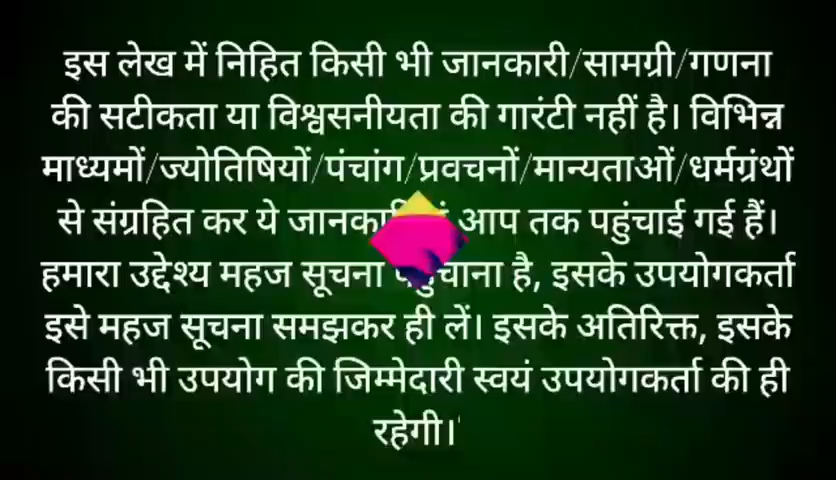 इस लेख में निहित किसी भी जानकारी/सामग्री/गणना
की सटीकता या विश्वसनीयता की गारंटी नहीं है। विभिन्न
माध्यमों/ज्योतिषियों/पंचांग/प्रवचनों/मान्यताओं/धर्मग्रंथों
से संग्रहित कर ये आप तक पहुंचाई गई हैं।
हमारा उद्देश्य महज सूचना पहुंचाना है, इसके उपयोगकर्ता
इसे महज सूचना समझकर ही लें। इसके अतिरिक्त, इसके
किसी भी उपयोग की जिम्मेदारी स्वयं उपयोगकर्ता की ही
रहेगी।'